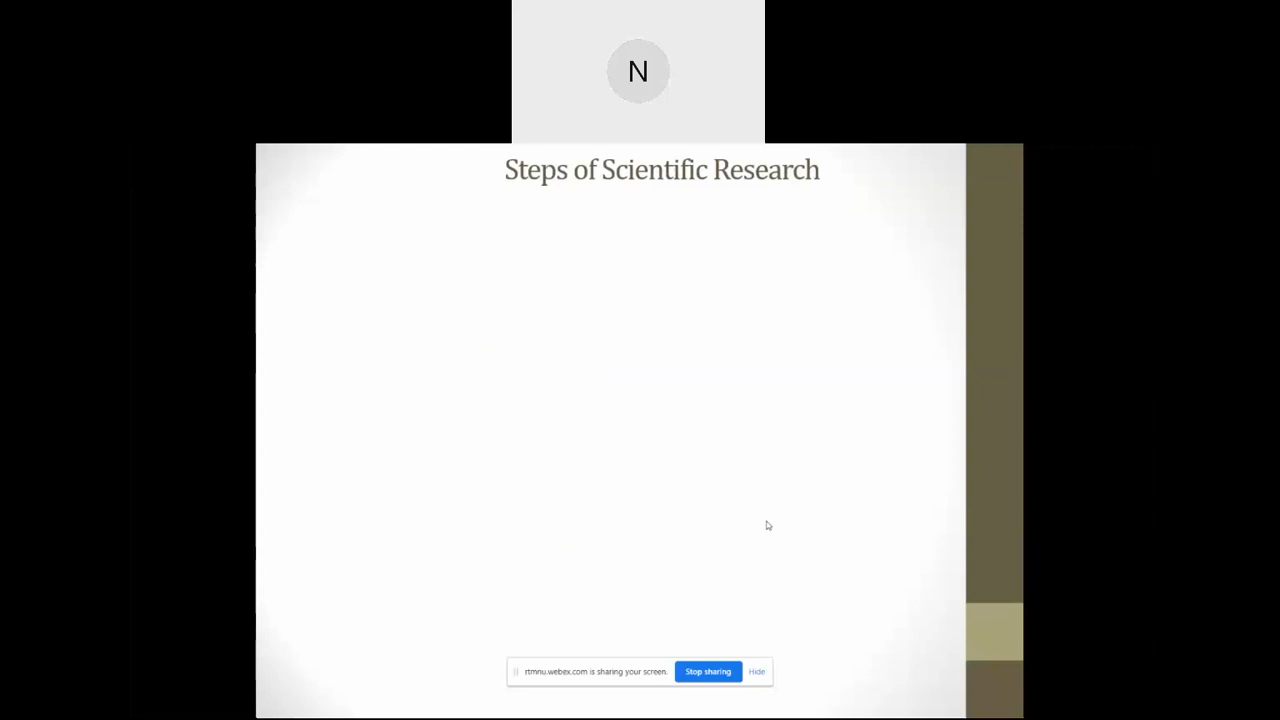 N
Steps of Scientific Research
rtmnu.webex.com is sharing your screen.
Stop sharing
Hide